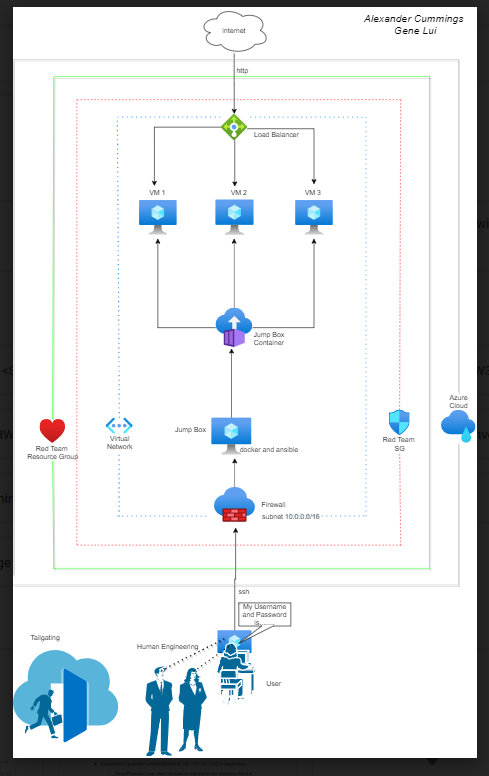 Alexander Cummings
Gene Lui
internet
http
Load Balancer
VM 1
VM 2
VM 3
Jump Box
Container
Azure
Cloud
Jump Box
Virtual
Network
Red Team
SG
Red Team
Resource Group
docker and ansible
Firewall
subnet 10.0.0.0/16
ssh
My Username
and Password
is......
Tailgating
Human Engineering
User